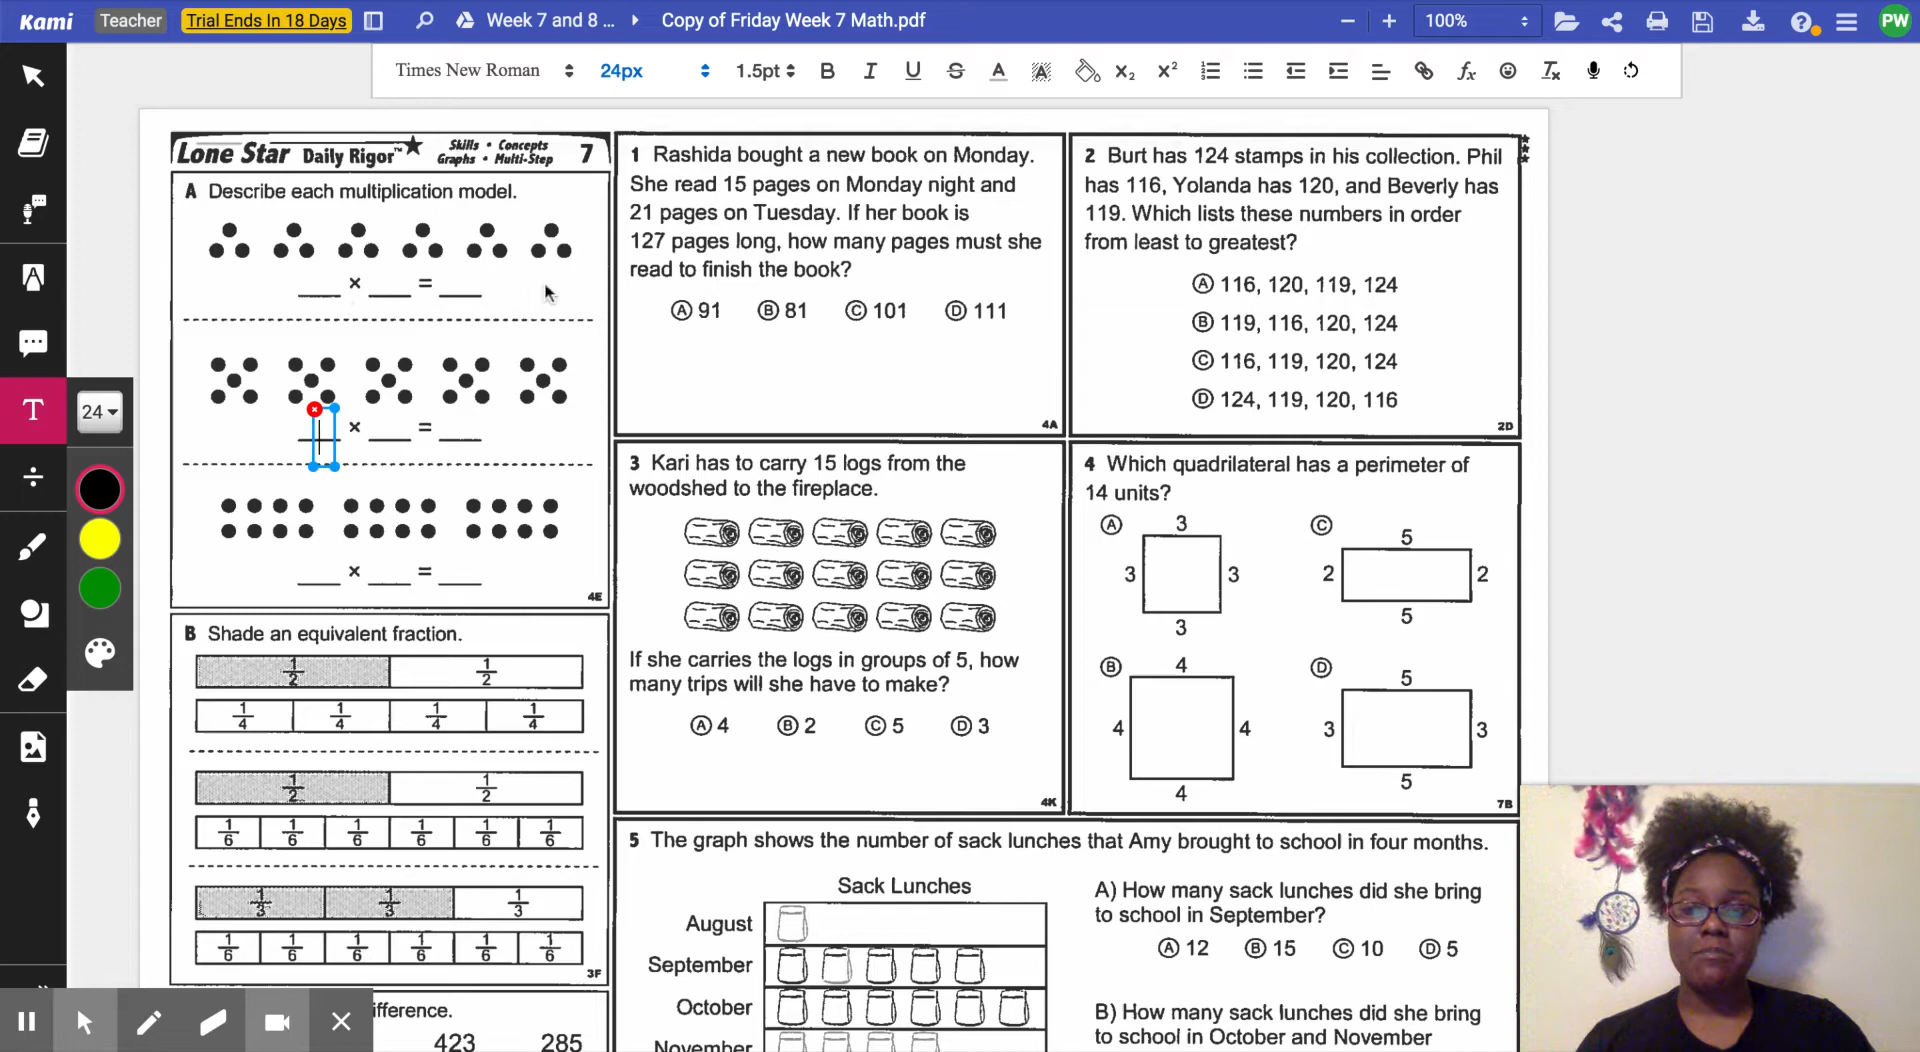 Kami Teacher Trial Ends In 18 Days Week 7 and 8 ... Copy of Friday Week 7 Math.pdf 100% PW
Times New Roman 24px 1.5pt B I U S A A X₂ X² fx Tx
Lone Star Daily Rigor™ Skills • Concepts
Graphs • Multi-Step 7
A Describe each multiplication model.
___ × ___ = ___
___ × ___ = ___
___ × ___ = ___
4E
T 24
B Shade an equivalent fraction.
1/2 1/2
1/4 1/4 1/4 1/4
1/2 1/2
1/6 1/6 1/6 1/6 1/6 1/6
1/3 1/3 1/3
1/6 1/6 1/6 1/6 1/6 1/6
3F
ifference.
423 285
1 Rashida bought a new book on Monday.
She read 15 pages on Monday night and
21 pages on Tuesday. If her book is
127 pages long, how many pages must she
read to finish the book?
Ⓐ 91 Ⓑ 81 Ⓒ 101 Ⓓ 111
4A
2 Burt has 124 stamps in his collection. Phil
has 116, Yolanda has 120, and Beverly has
119. Which lists these numbers in order
from least to greatest?
Ⓐ 116, 120, 119, 124
Ⓑ 119, 116, 120, 124
Ⓒ 116, 119, 120, 124
Ⓓ 124, 119, 120, 116
2D
3 Kari has to carry 15 logs from the
woodshed to the fireplace.
If she carries the logs in groups of 5, how
many trips will she have to make?
Ⓐ 4 Ⓑ 2 Ⓒ 5 Ⓓ 3
4K
4 Which quadrilateral has a perimeter of
14 units?
Ⓐ 3 3 3 3
Ⓒ 5 2 2 5
Ⓑ 4 4 4 4
Ⓓ 5 3 3 5
7B
5 The graph shows the number of sack lunches that Amy brought to school in four months.
Sack Lunches
August
September
October
November
A) How many sack lunches did she bring
to school in September?
Ⓐ 12 Ⓑ 15 Ⓒ 10 Ⓓ 5
B) How many sack lunches did she bring
to school in October and November